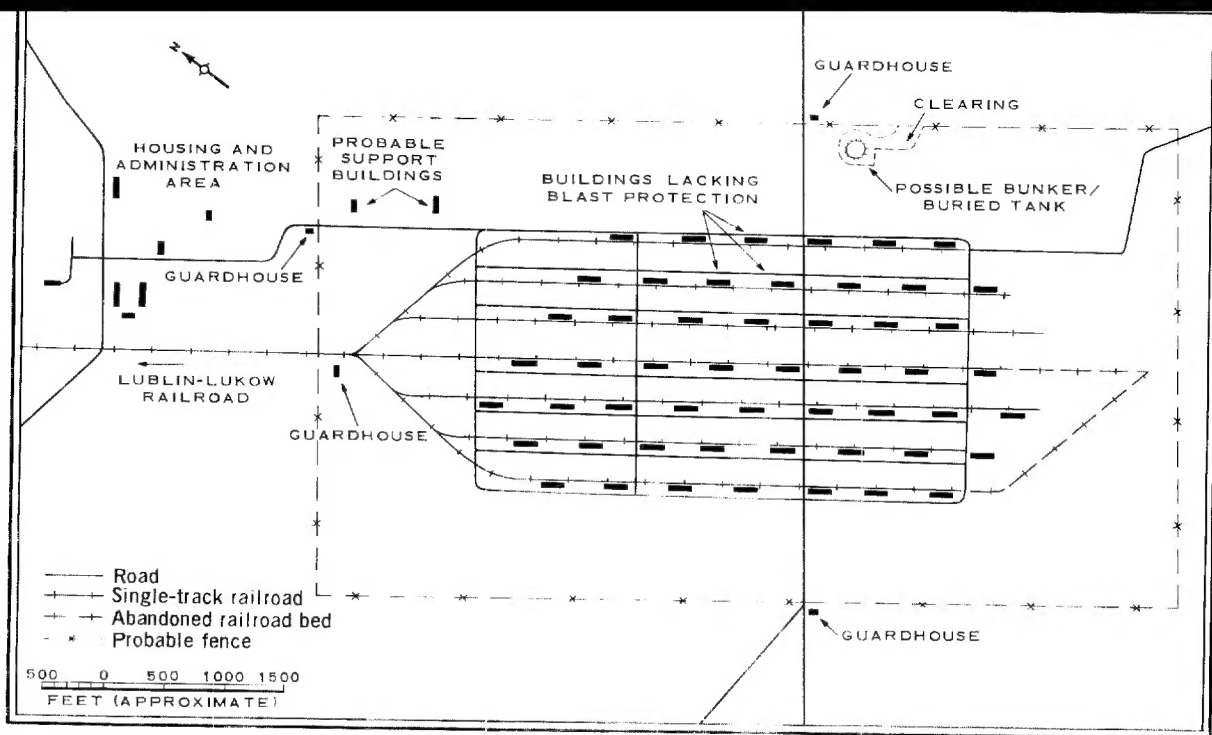 N
GUARDHOUSE
CLEARING
HOUSING AND
ADMINISTRATION
AREA
PROBABLE
SUPPORT
BUILDINGS
BUILDINGS LACKING
BLAST PROTECTION
POSSIBLE BUNKER/
BURIED TANK
GUARDHOUSE
LUBLIN-LUKOW
RAILROAD
GUARDHOUSE
Road
Single-track railroad
Abandoned railroad bed
Probable fence
GUARDHOUSE
500 0 500 1000 1500
FEET (APPROXIMATE)